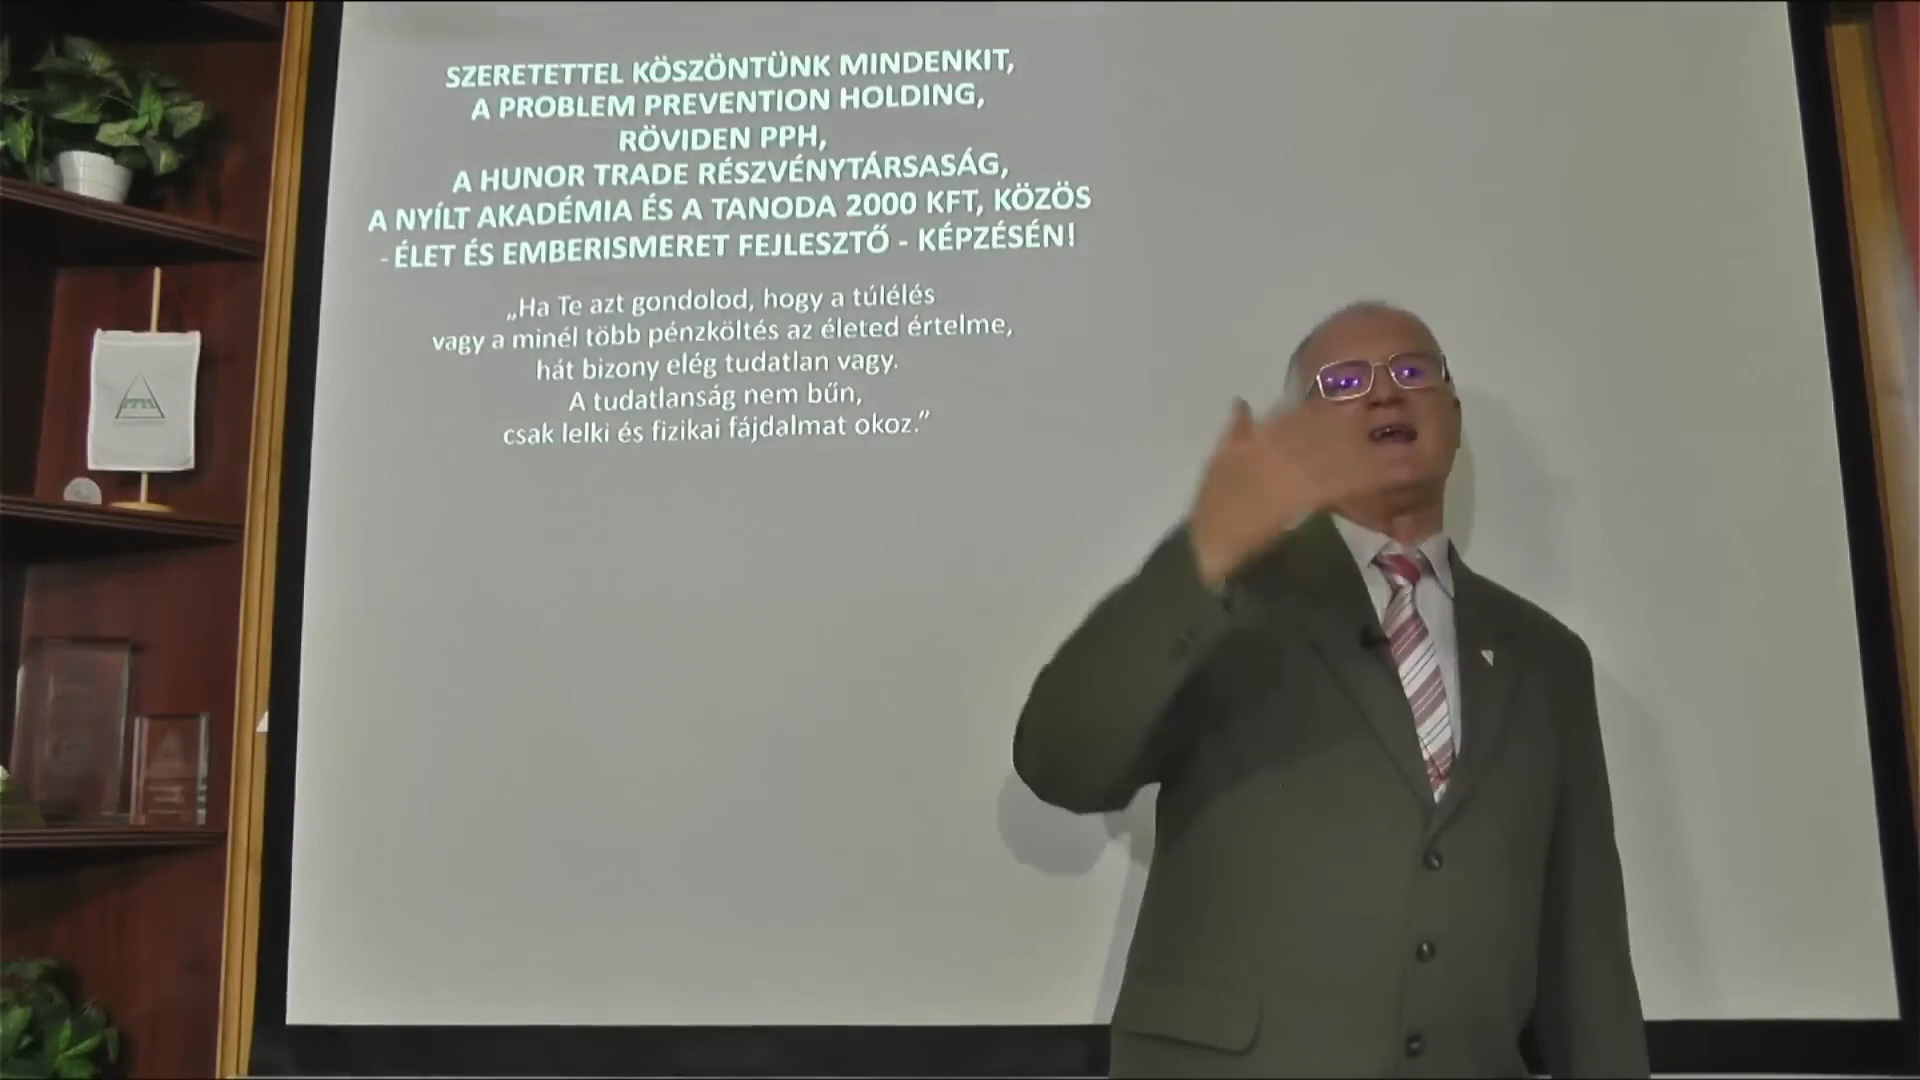 SZERETETTEL KÖSZÖNTÜNK MINDENKIT,
A PROBLEM PREVENTION HOLDING,
RÖVIDEN PPH,
A HUNOR TRADE RÉSZVÉNYTÁRSASÁG,
A NYÍLT AKADÉMIA ÉS A TANODA 2000 KFT, KÖZÖS
- ÉLET ÉS EMBERISMERET FEJLESZTŐ - KÉPZÉSÉN!
„Ha Te azt gondolod, hogy a túlélés
vagy a minél több pénzköltés az életed értelme,
hát bizony elég tudatlan vagy.
A tudatlanság nem bűn,
csak lelki és fizikai fájdalmat okoz.”